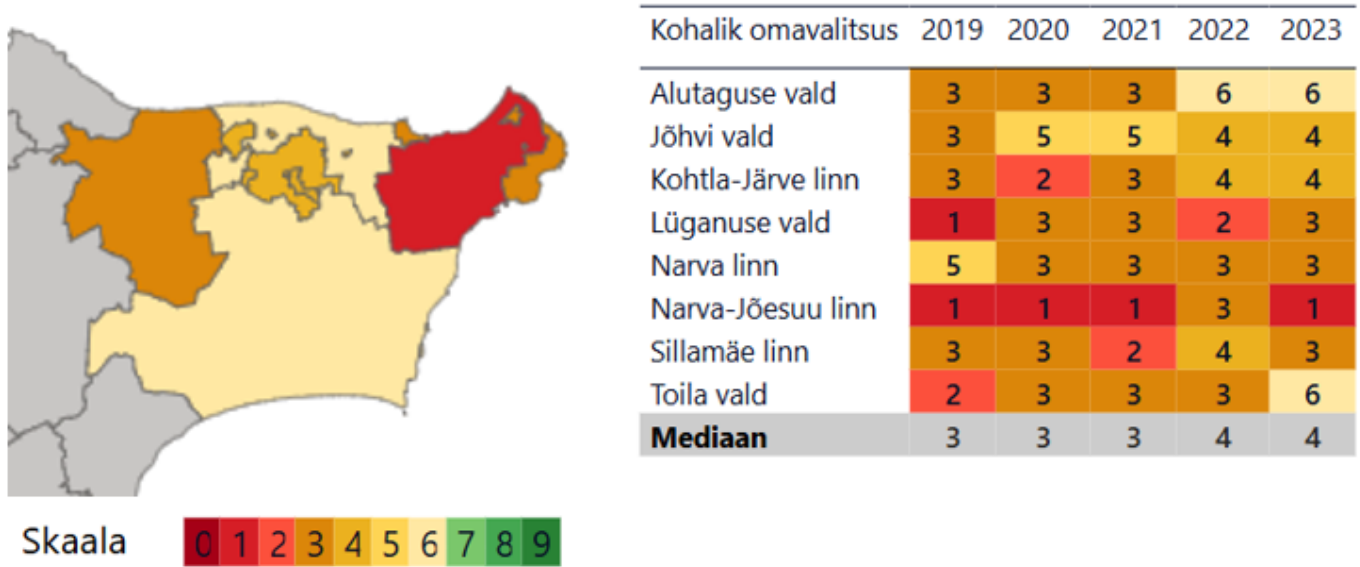 Kohalik omavalitsus 2019 2020 2021 2022 2023
Alutaguse vald 3 3 3 6 6
Jõhvi vald 3 5 5 4 4
Kohtla-Järve linn 3 2 3 4 4
Lüganuse vald 1 3 3 2 3
Narva linn 5 3 3 3 3
Narva-Jõesuu linn 1 1 1 3 1
Sillamäe linn 3 3 2 4 3
Toila vald 2 3 3 3 6
Mediaan 3 3 3 4 4
Skaala 0 1 2 3 4 5 6 7 8 9